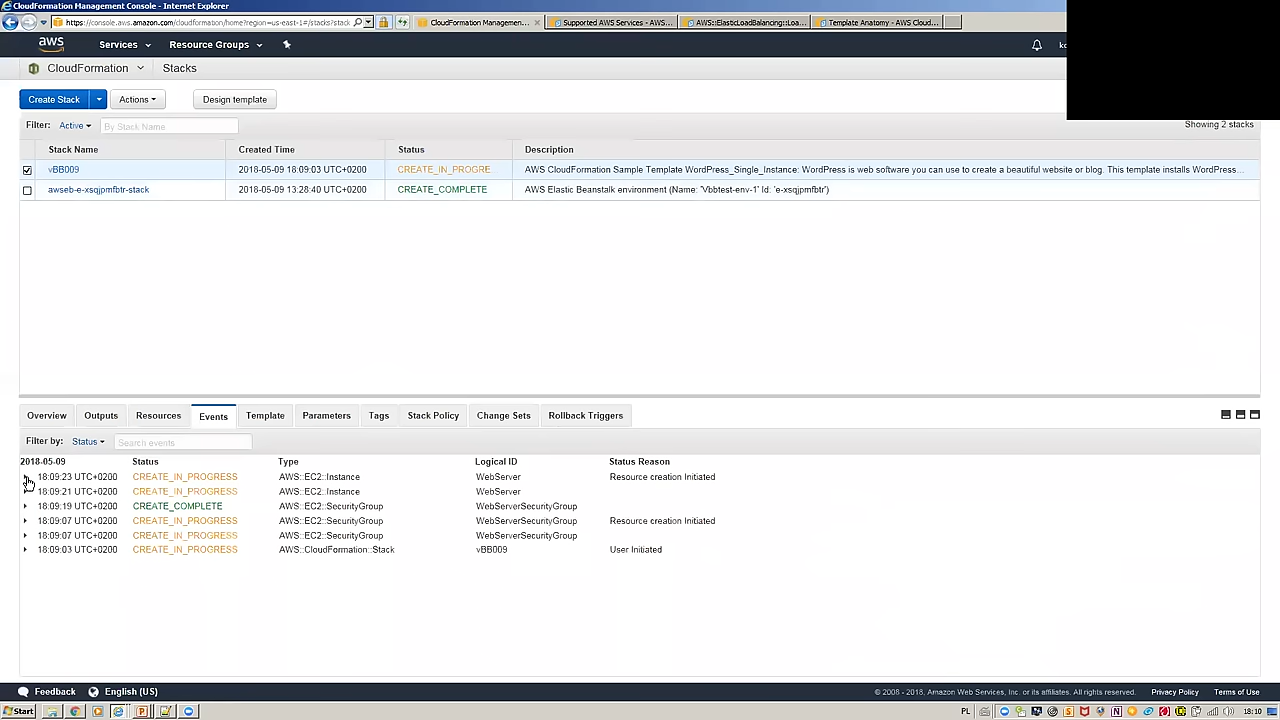 CloudFormation Management Console - Internet Explorer
https://console.aws.amazon.com/cloudformation/home?region=us-east-1#/stacks?stack
CloudFormation Management... Supported AWS Services - AWS... AWS::ElasticLoadBalancing::Loa... Template Anatomy - AWS Cloud...
aws Services Resource Groups
CloudFormation Stacks
Create Stack Actions Design template
Filter: Active By Stack Name Showing 2 stacks
Stack Name Created Time Status Description
vBB009 2018-05-09 18:09:03 UTC+0200 CREATE_IN_PROGRE AWS CloudFormation Sample Template WordPress_Single_Instance: WordPress is web software you can use to create a beautiful website or blog. This template installs WordPress...
awseb-e-xsqjpmfbtr-stack 2018-05-09 13:28:40 UTC+0200 CREATE_COMPLETE AWS Elastic Beanstalk environment (Name: 'Vbbtest-env-1' Id: 'e-xsqjpmfbtr')
Overview Outputs Resources Events Template Parameters Tags Stack Policy Change Sets Rollback Triggers
Filter by: Status Search events
2018-05-09 Status Type Logical ID Status Reason
18:09:23 UTC+0200 CREATE_IN_PROGRESS AWS::EC2::Instance WebServer Resource creation Initiated
18:09:21 UTC+0200 CREATE_IN_PROGRESS AWS::EC2::Instance WebServer
18:09:19 UTC+0200 CREATE_COMPLETE AWS::EC2::SecurityGroup WebServerSecurityGroup
18:09:07 UTC+0200 CREATE_IN_PROGRESS AWS::EC2::SecurityGroup WebServerSecurityGroup Resource creation Initiated
18:09:07 UTC+0200 CREATE_IN_PROGRESS AWS::EC2::SecurityGroup WebServerSecurityGroup
18:09:03 UTC+0200 CREATE_IN_PROGRESS AWS::CloudFormation::Stack vBB009 User Initiated
Feedback English (US) © 2008 - 2018, Amazon Web Services, Inc. or its affiliates. All rights reserved. Privacy Policy Terms of Use
Start PL 18:10